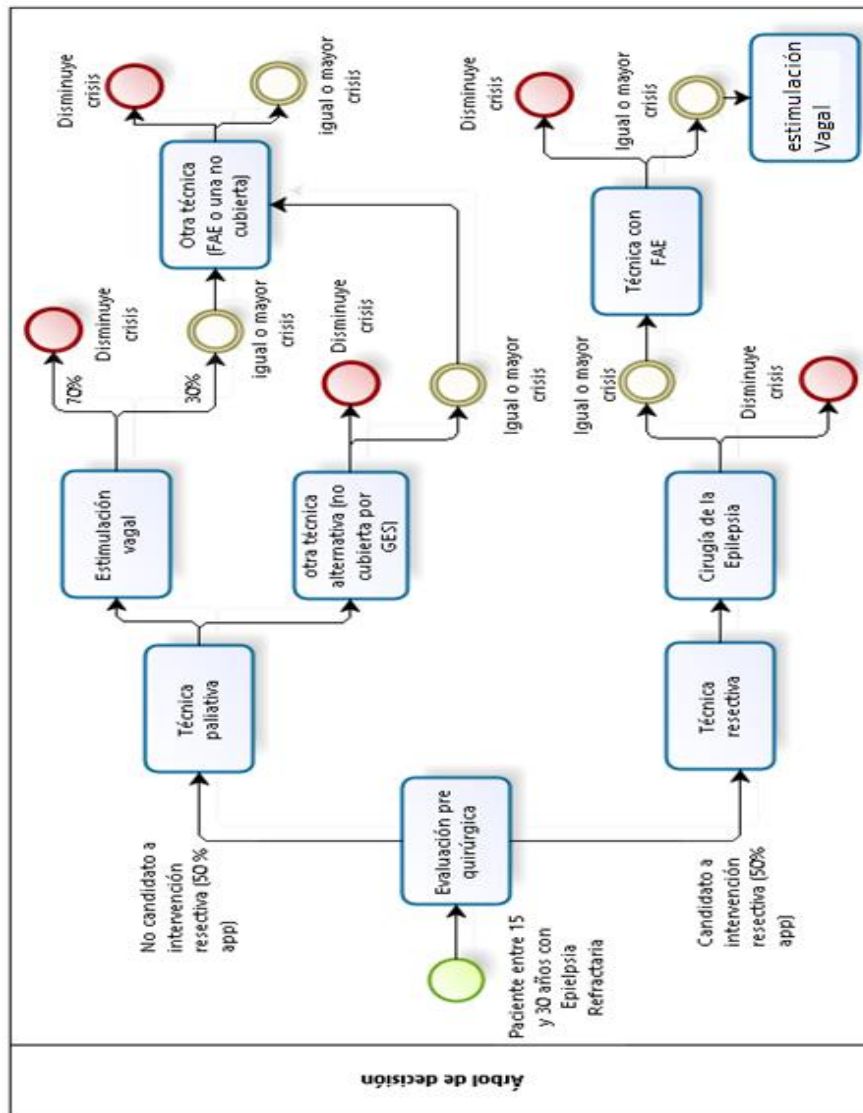 Árbol de decisión
Paciente entre 15
y 30 años con
Epielpsia
Refractaria
Evaluación pre
quirúrgica
No candidato a
intervención
resectiva (50 %
app)
Técnica
paliativa
Estimulación
vagal
70%
Disminuye
crisis
30%
igual o mayor
crisis
Otra técnica
(FAE o una no
cubierta)
Disminuye
crisis
igual o mayor
crisis
otra técnica
alternativa (no
cubierta por
GES)
Disminuye
crisis
Igual o mayor
crisis
Candidato a
intervención
resectiva (50%
app)
Técnica
resectiva
Cirugía de la
Epilepsia
Igual o mayor
crisis
Disminuye
crisis
Técnica con
FAE
Disminuye
crisis
Igual o mayor
crisis
estimulación
Vagal